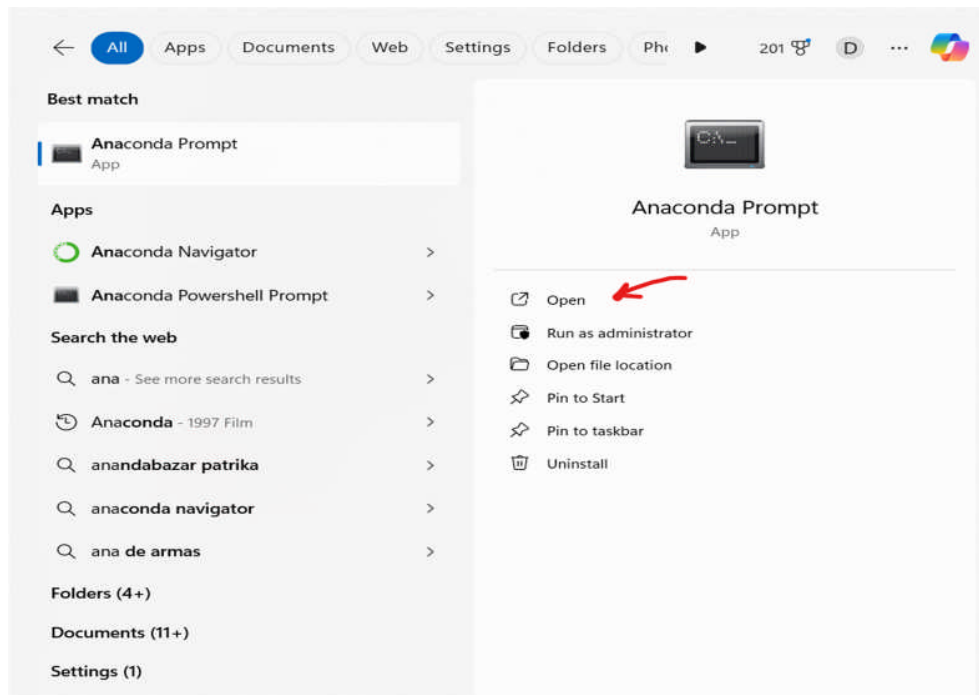 All Apps Documents Web Settings Folders 201 D
Best match
Anaconda Prompt
App
Apps
Anaconda Navigator
Anaconda Powershell Prompt
Search the web
ana - See more search results
Anaconda - 1997 Film
anandabazar patrika
anaconda navigator
ana de armas
Folders (4+)
Documents (11+)
Settings (1)
C:\_
Anaconda Prompt
App
Open
Run as administrator
Open file location
Pin to Start
Pin to taskbar
Uninstall